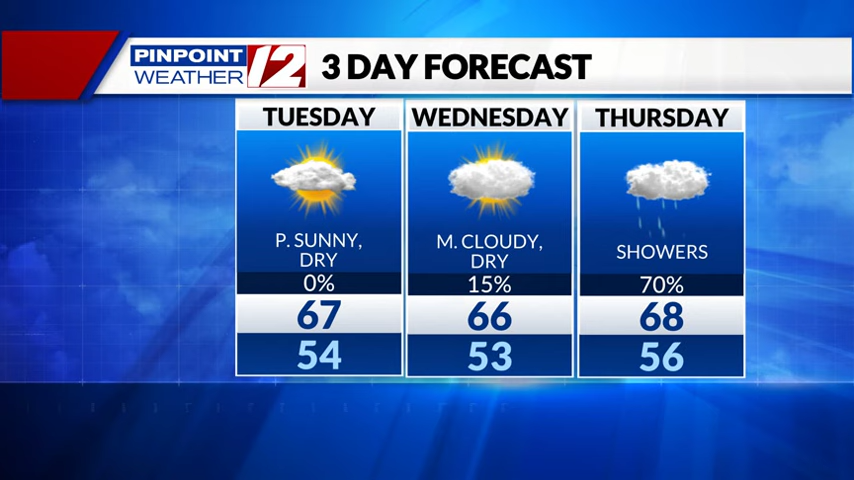 PINPOINT
WEATHER 12
3 DAY FORECAST
TUESDAY
P. SUNNY,
DRY
0%
67
54
WEDNESDAY
M. CLOUDY,
DRY
15%
66
53
THURSDAY
SHOWERS
70%
68
56